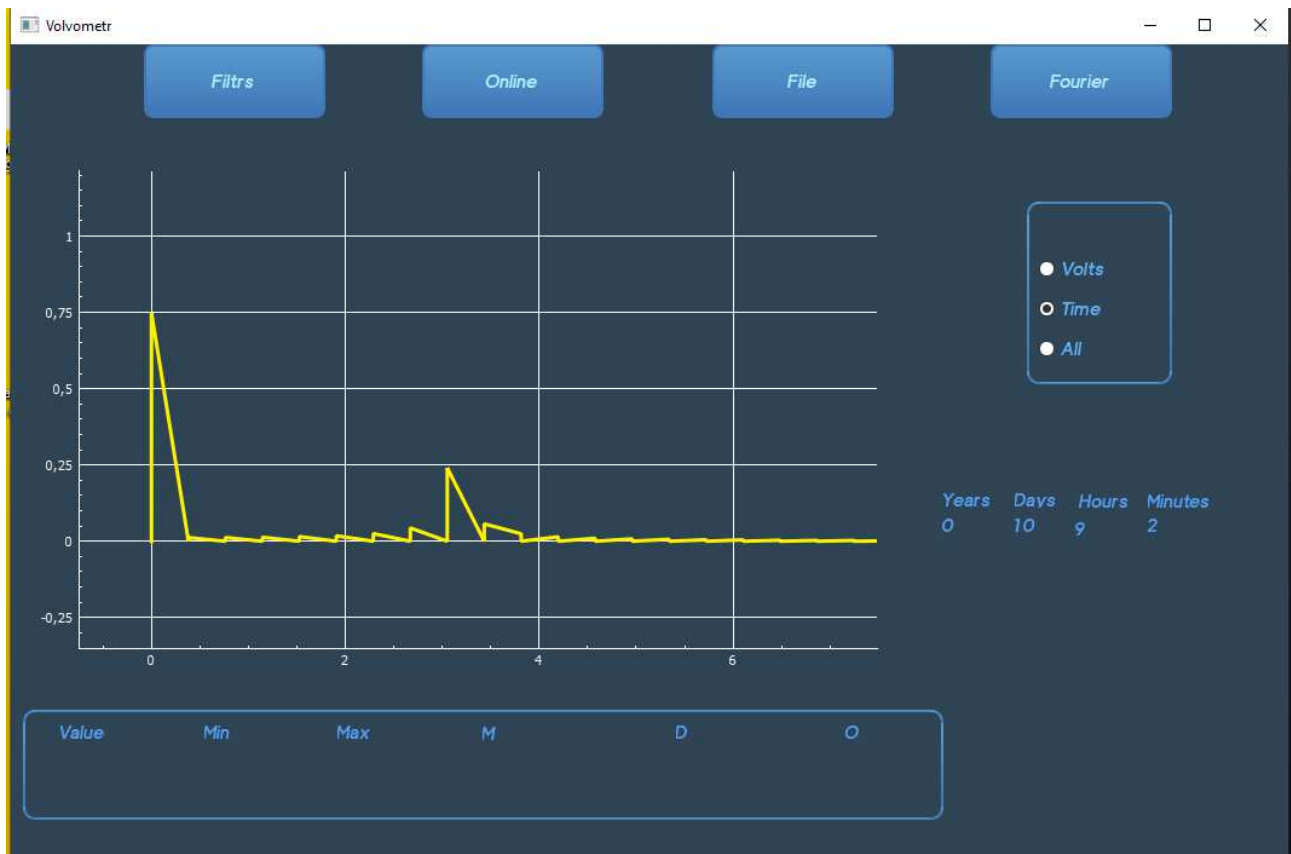 Volvometr
Filtrs Online File Fourier
1
0,75
0,5
0,25
0
-0,25
0 2 4 6
Volts
Time
All
Years Days Hours Minutes
0 10 9 2
Value Min Max M D O